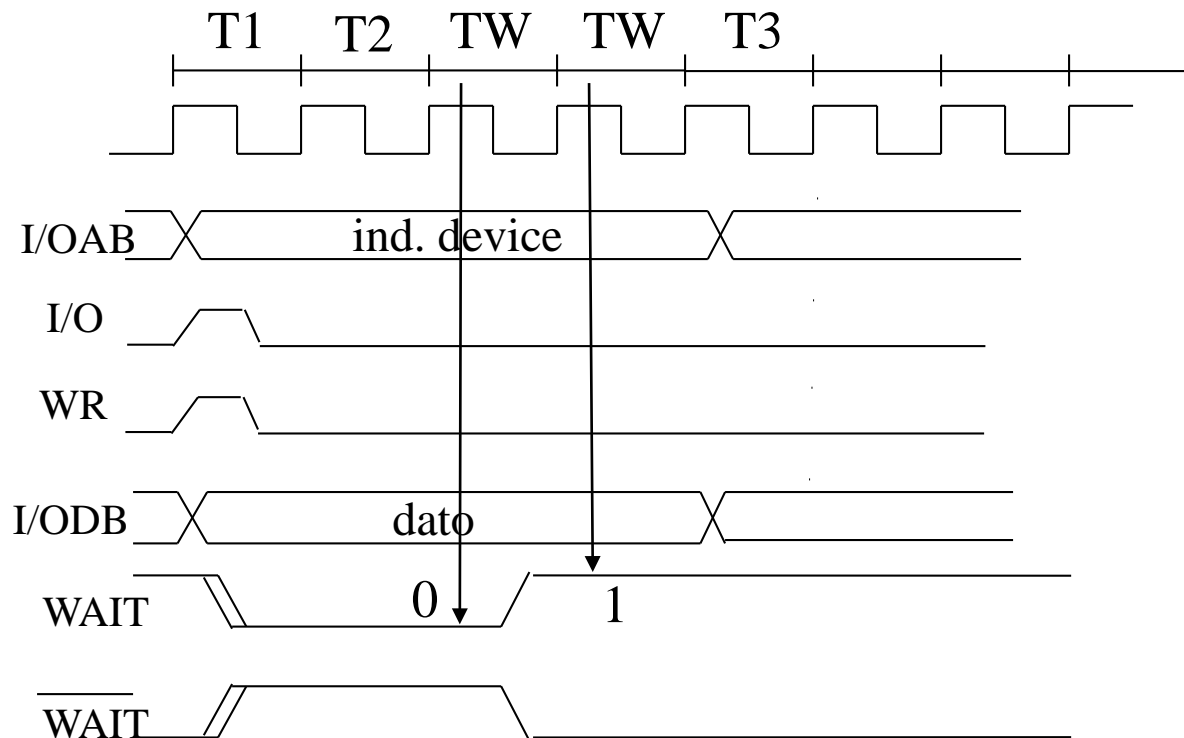 T1 T2 TW TW T3
I/OAB ind. device
I/O
WR
I/ODB dato
WAIT 0 1
WAIT